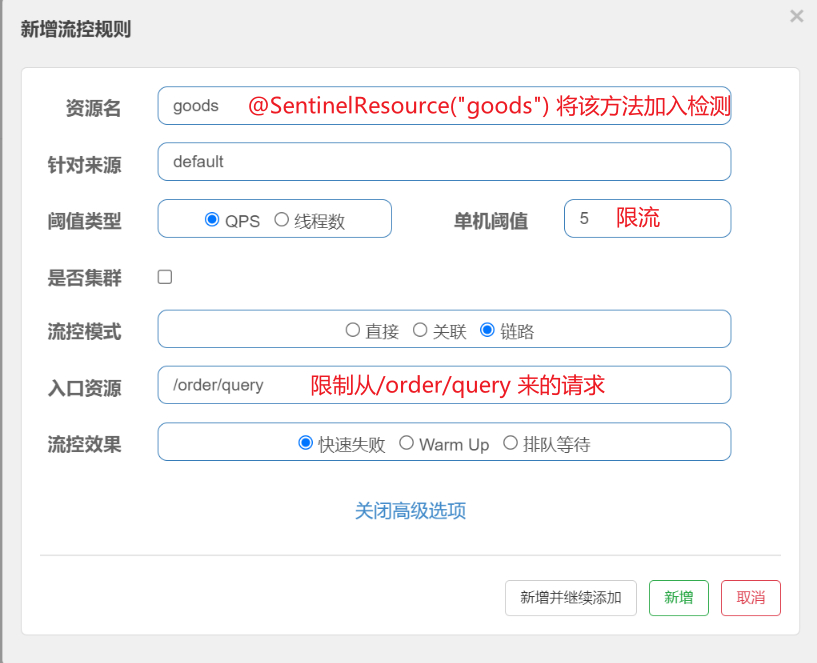 新增流控规则 ×
资源名 goods @SentinelResource("goods") 将该方法加入检测
针对来源 default
阈值类型 QPS 线程数 单机阈值 5 限流
是否集群
流控模式 直接 关联 链路
入口资源 /order/query 限制从/order/query 来的请求
流控效果 快速失败 Warm Up 排队等待
关闭高级选项
新增并继续添加 新增 取消